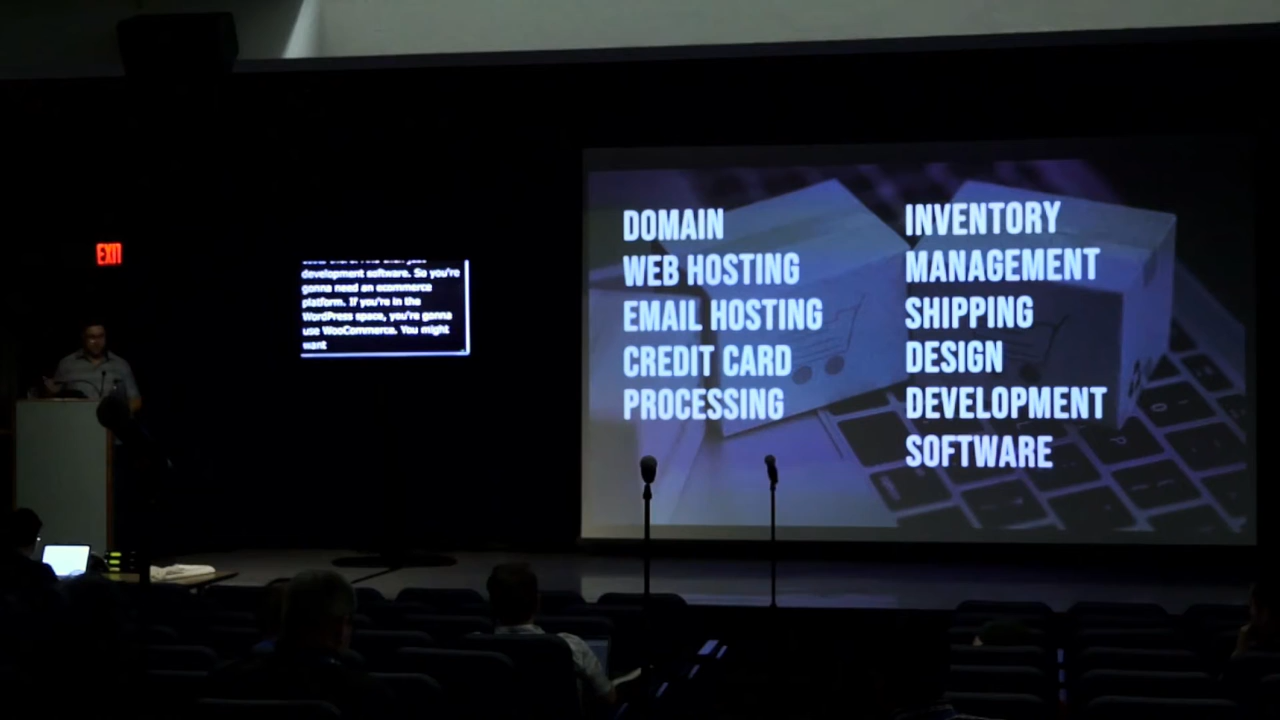 EXIT
development software. So you're
gonna need an ecommerce
platform. If you're in the
WordPress space, you're gonna
use WooCommerce. You might
want
DOMAIN
WEB HOSTING
EMAIL HOSTING
CREDIT CARD
PROCESSING
INVENTORY
MANAGEMENT
SHIPPING
DESIGN
DEVELOPMENT
SOFTWARE